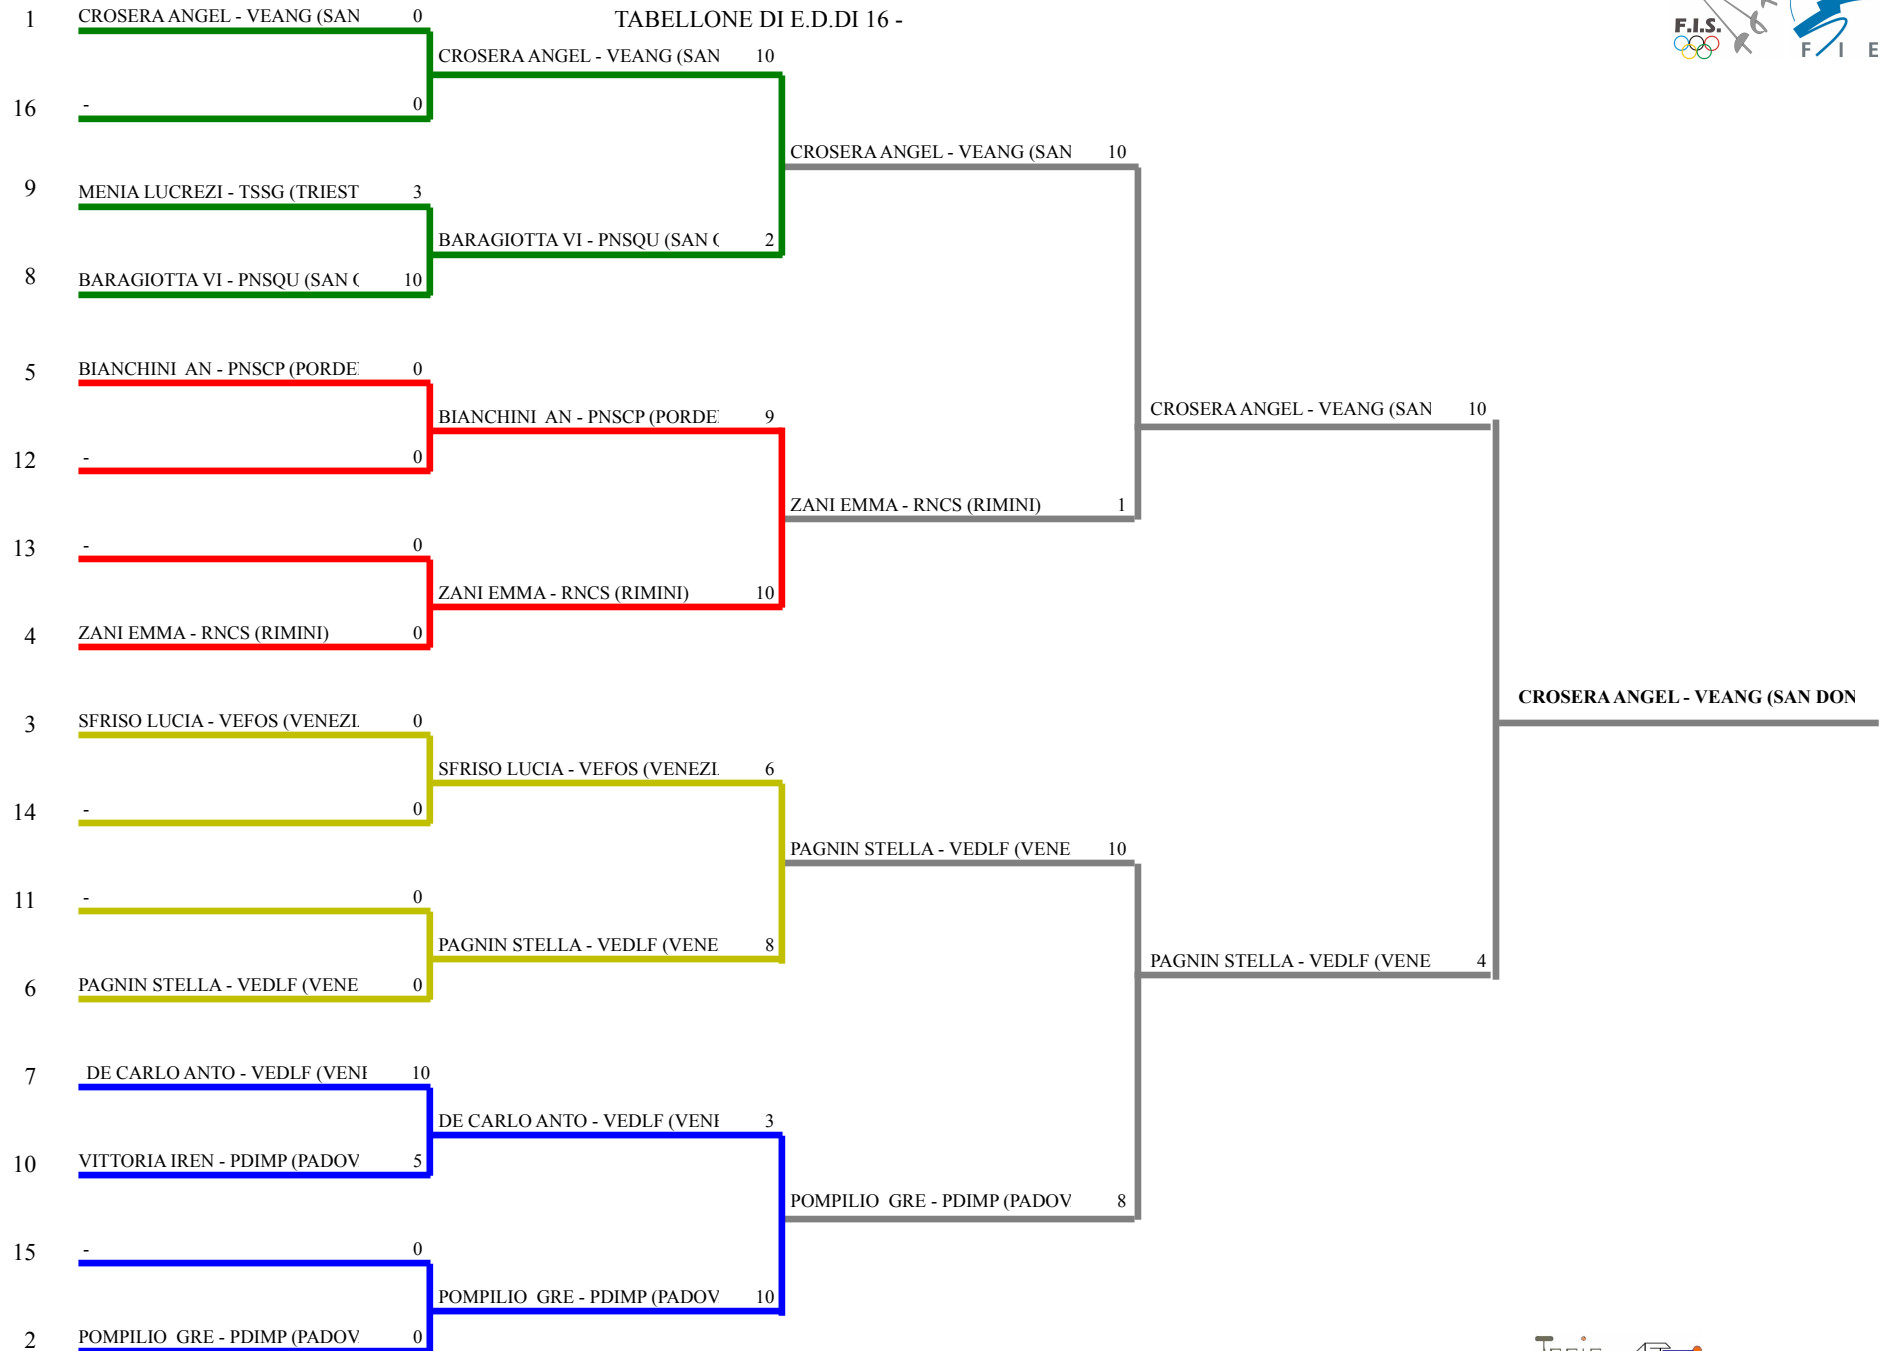 TABELLONE DI E.D.DI 16 -
F.I.S.
F I E
1 CROSERA ANGEL - VEANG (SAN 0
CROSERA ANGEL - VEANG (SAN 10
16 - 0
CROSERA ANGEL - VEANG (SAN 10
9 MENIA LUCREZI - TSSG (TRIEST 3
BARAGIOTTA VI - PNSQU (SAN 2
8 BARAGIOTTA VI - PNSQU (SAN 10
5 BIANCHINI AN - PNSCP (PORDE 0
BIANCHINI AN - PNSCP (PORDE 9
CROSERA ANGEL - VEANG (SAN 10
12 - 0
ZANI EMMA - RNCS (RIMINI) 1
13 - 0
ZANI EMMA - RNCS (RIMINI) 10
4 ZANI EMMA - RNCS (RIMINI) 0
CROSERA ANGEL - VEANG (SAN DON
3 SFRISO LUCIA - VEFOS (VENEZI 0
SFRISO LUCIA - VEFOS (VENEZI 6
14 - 0
PAGNIN STELLA - VEDLF (VENE 10
11 - 0
PAGNIN STELLA - VEDLF (VENE 8
PAGNIN STELLA - VEDLF (VENE 4
6 PAGNIN STELLA - VEDLF (VENE 0
7 DE CARLO ANTO - VEDLF (VENE 10
DE CARLO ANTO - VEDLF (VENE 3
10 VITTORIA IREN - PDIMP (PADOV 5
POMPILIO GRE - PDIMP (PADOV 8
15 - 0
POMPILIO GRE - PDIMP (PADOV 10
2 POMPILIO GRE - PDIMP (PADOV 0